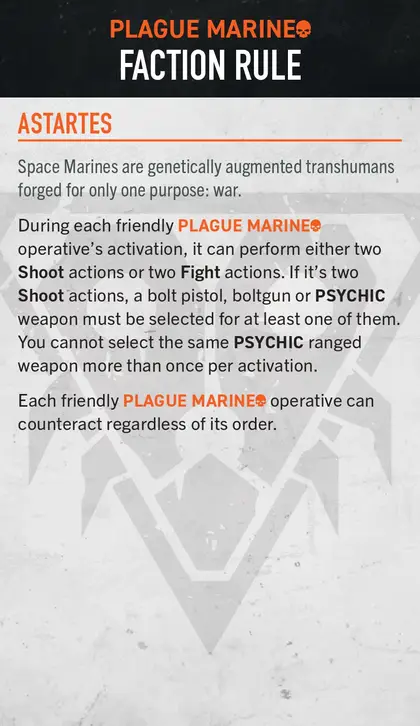 PLAGUE MARINE
FACTION RULE
ASTARTES
Space Marines are genetically augmented transhumans
forged for only one purpose: war.
During each friendly PLAGUE MARINE
operative's activation, it can perform either two
Shoot actions or two Fight actions. If it's two
Shoot actions, a bolt pistol, boltgun or PSYCHIC
weapon must be selected for at least one of them.
You cannot select the same PSYCHIC ranged
weapon more than once per activation.
Each friendly PLAGUE MARINE operative can
counteract regardless of its order.